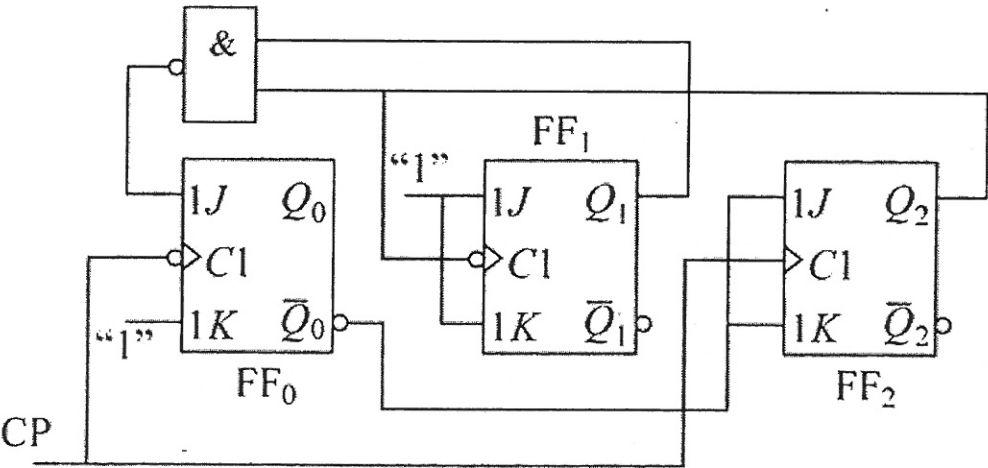 &
FF₁
“1”
1J Q₀
C1
1K Q̅₀
“1”
FF₀
1J Q₁
C1
1K Q̅₁
1J Q₂
C1
1K Q̅₂
FF₂
CP